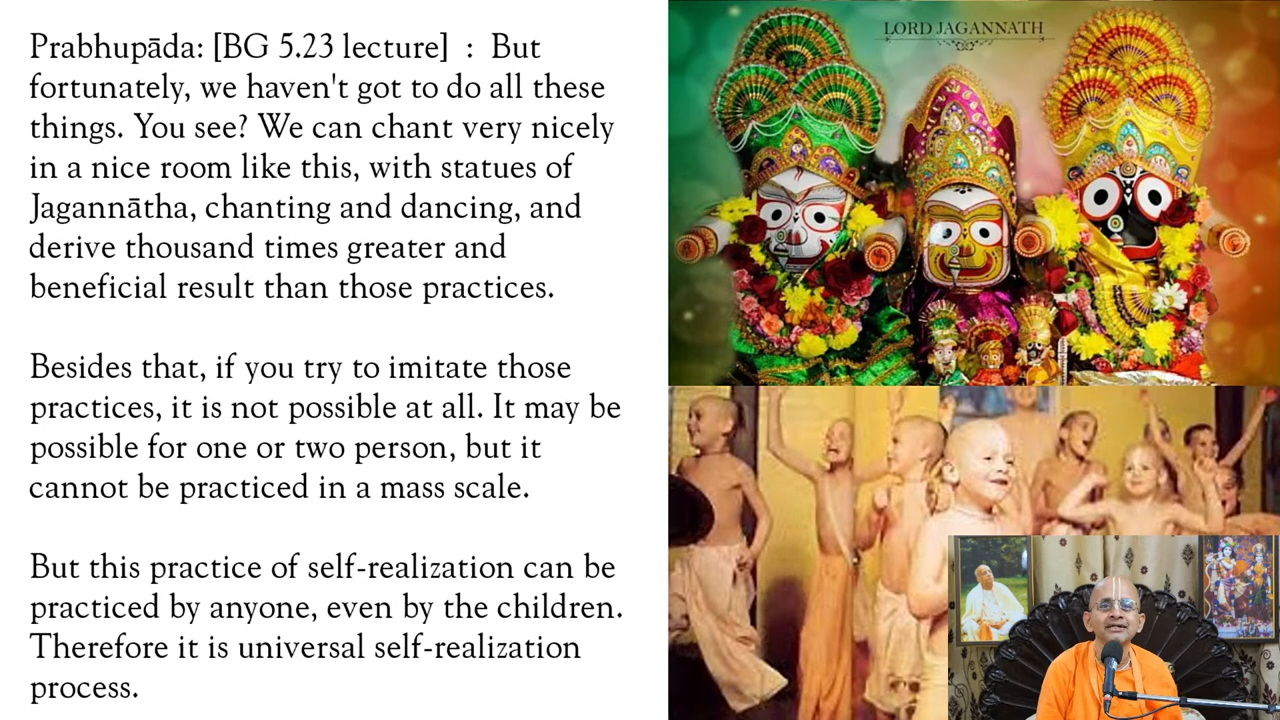 Prabhupāda: [BG 5.23 lecture]  :  But
fortunately, we haven't got to do all these
things. You see? We can chant very nicely
in a nice room like this, with statues of
Jagannātha, chanting and dancing, and
derive thousand times greater and
beneficial result than those practices.
Besides that, if you try to imitate those
practices, it is not possible at all. It may be
possible for one or two person, but it
cannot be practiced in a mass scale.
But this practice of self-realization can be
practiced by anyone, even by the children.
Therefore it is universal self-realization
process.
LORD JAGANNATH